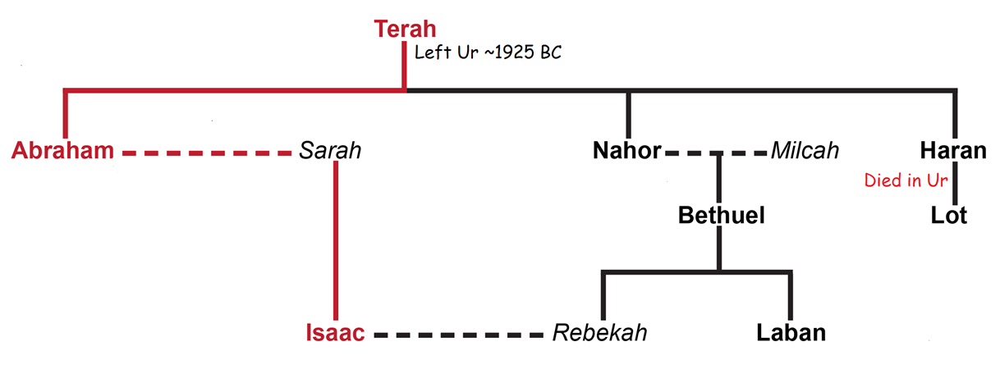 Terah
Left Ur ~1925 BC
Abraham Sarah Nahor Milcah Haran
Died in Ur
Bethuel Lot
Isaac Rebekah Laban